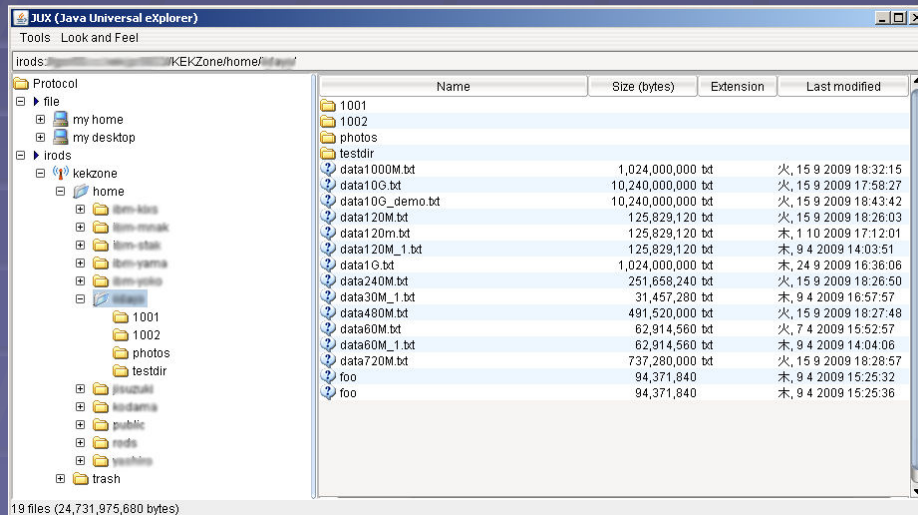 JUX (Java Universal eXplorer)
Tools Look and Feel
irods: /KEKZone/home/ /
Protocol
file
my home
my desktop
irods
kekzone
home
1001
1002
photos
testdir
public
rods
trash
Name Size (bytes) Extension Last modified
1001
1002
photos
testdir
data1000M.txt 1,024,000,000 txt 火, 15 9 2009 18:32:15
data10G.txt 10,240,000,000 txt 火, 15 9 2009 17:58:27
data10G_demo.txt 10,240,000,000 txt 火, 15 9 2009 18:43:42
data120M.txt 125,829,120 txt 火, 15 9 2009 18:26:03
data120m.txt 125,829,120 txt 木, 1 10 2009 17:12:01
data120M_1.txt 125,829,120 txt 木, 9 4 2009 14:03:51
data1G.txt 1,024,000,000 txt 木, 24 9 2009 16:36:06
data240M.txt 251,658,240 txt 火, 15 9 2009 18:26:50
data30M_1.txt 31,457,280 txt 木, 9 4 2009 16:57:57
data480M.txt 491,520,000 txt 火, 15 9 2009 18:27:48
data60M.txt 62,914,560 txt 火, 7 4 2009 15:52:57
data60M_1.txt 62,914,560 txt 木, 9 4 2009 14:04:06
data720M.txt 737,280,000 txt 火, 15 9 2009 18:28:57
foo 94,371,840 木, 9 4 2009 15:25:32
foo 94,371,840 木, 9 4 2009 15:25:36
19 files (24,731,975,680 bytes)